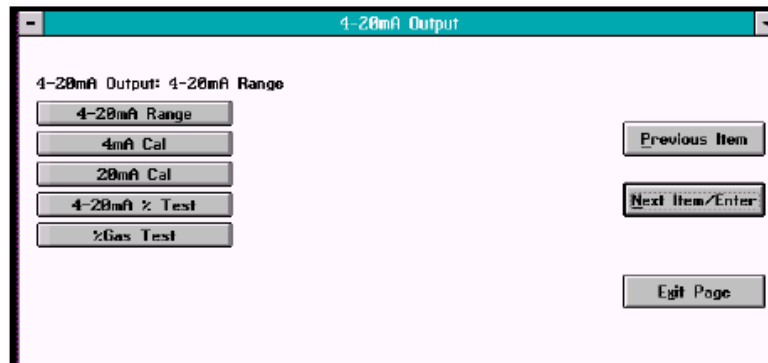 4-20mA Output
4-20mA Output: 4-20mA Range
4-20mA Range
4mA Cal
20mA Cal
4-20mA % Test
%Gas Test
Previous Item
Next Item/Enter
Exit Page